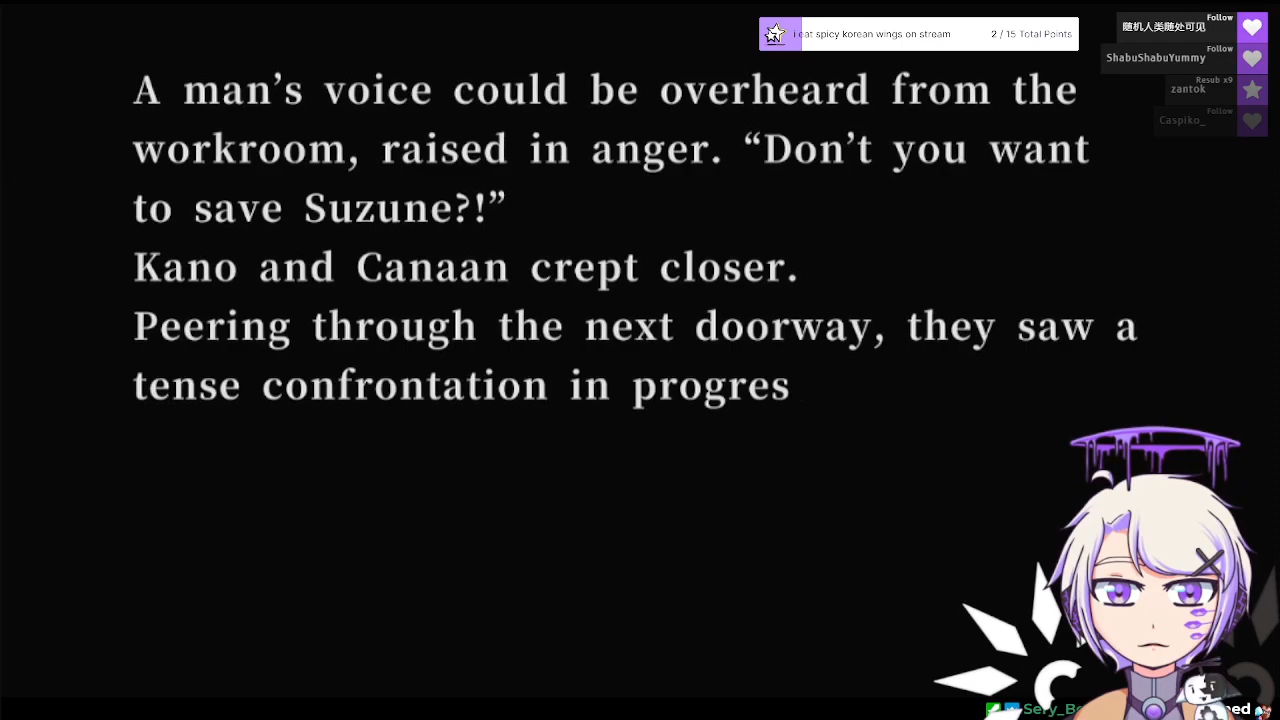 i eat spicy korean wings on stream 2 / 15 Total Points
Follow
随机人类随处可见
Follow
ShabuShabuYummy
Resub x9
zantok
Follow
Caspiko_
A man’s voice could be overheard from the
workroom, raised in anger. “Don’t you want
to save Suzune?!”
Kano and Canaan crept closer.
Peering through the next doorway, they saw a
tense confrontation in progres